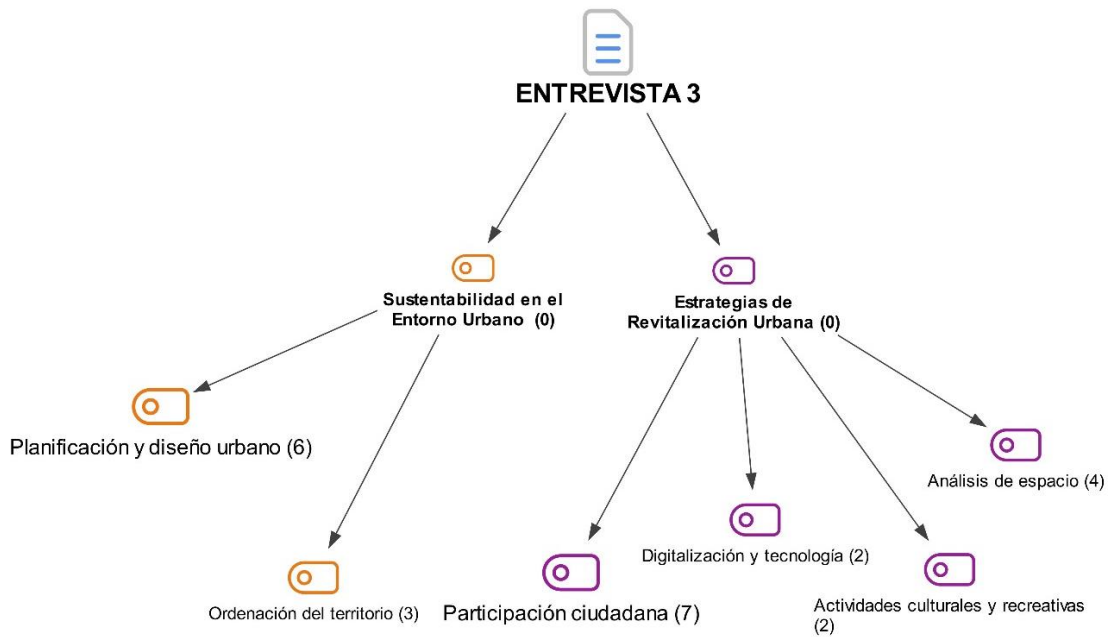 ENTREVISTA 3
Sustentabilidad en el
Entorno Urbano (0)
Estrategias de
Revitalización Urbana (0)
Planificación y diseño urbano (6)
Análisis de espacio (4)
Digitalización y tecnología (2)
Ordenación del territorio (3)
Participación ciudadana (7)
Actividades culturales y recreativas
(2)